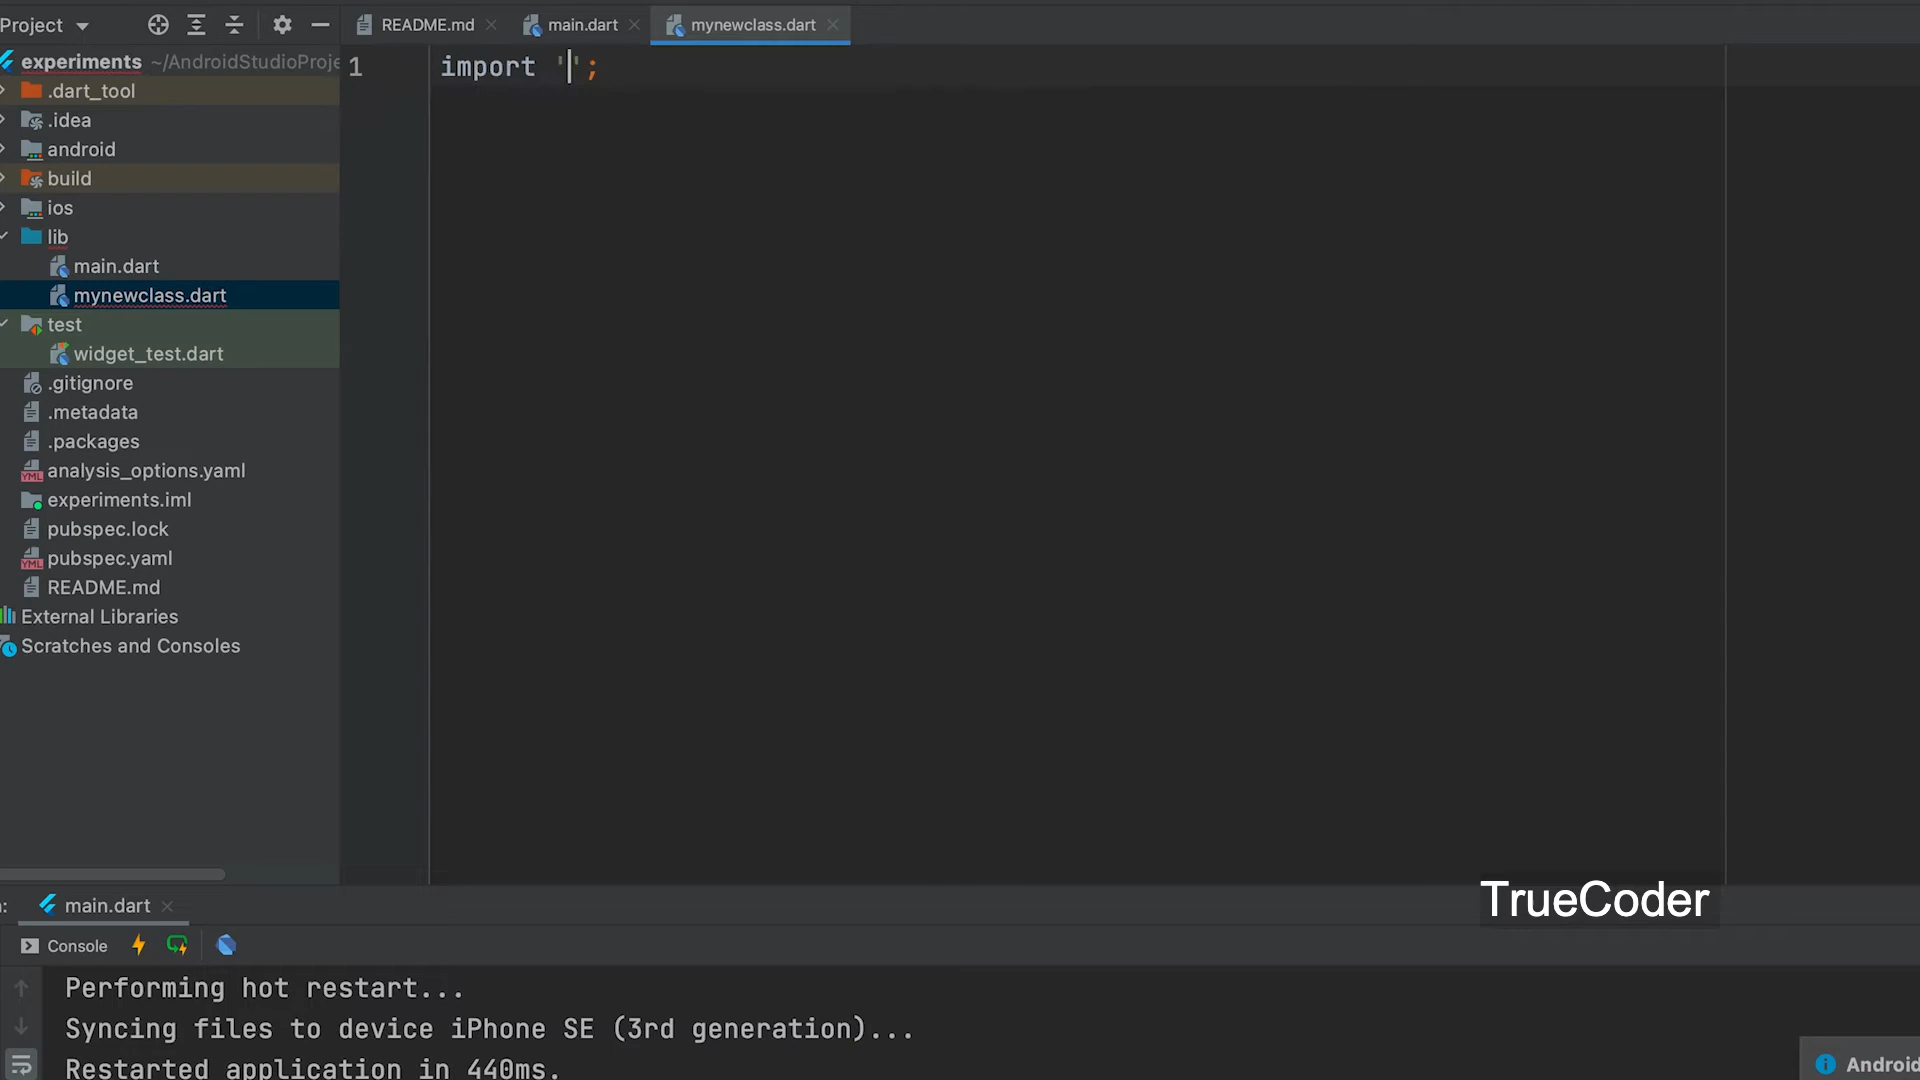 Project
README.md
main.dart
mynewclass.dart
experiments ~/AndroidStudioProje
1
import '';
.dart_tool
.idea
android
build
ios
lib
main.dart
mynewclass.dart
test
widget_test.dart
.gitignore
.metadata
.packages
analysis_options.yaml
experiments.iml
pubspec.lock
pubspec.yaml
README.md
External Libraries
Scratches and Consoles
TrueCoder
main.dart
Console
Performing hot restart...
Syncing files to device iPhone SE (3rd generation)...
Restarted application in 440ms.
Android